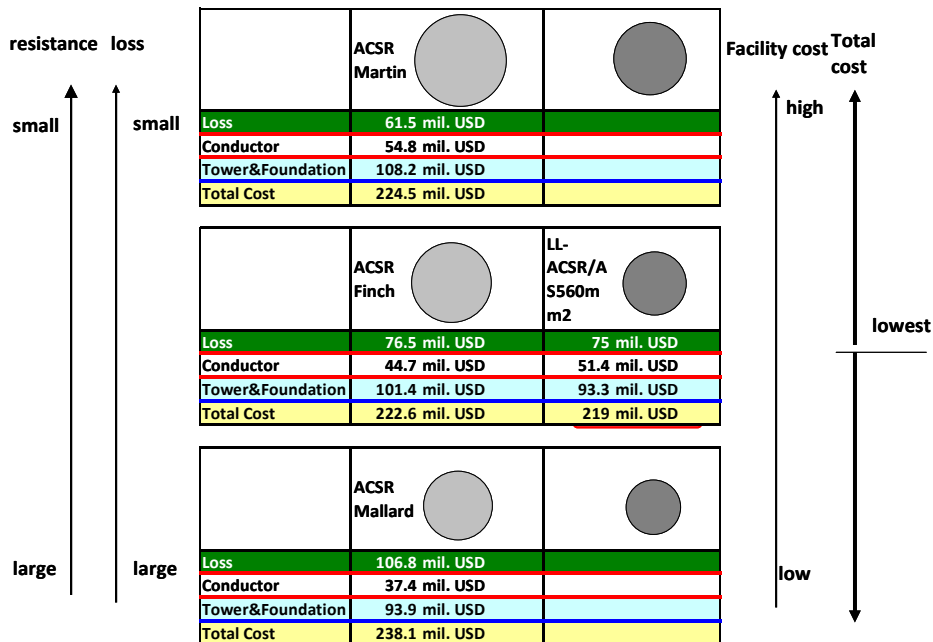 resistance loss
Facility cost
Total
cost
small
small
high
ACSR
Martin
Loss 61.5 mil. USD
Conductor 54.8 mil. USD
Tower&Foundation 108.2 mil. USD
Total Cost 224.5 mil. USD
ACSR
Finch
LL-
ACSR/A
S560m
m2
Loss 76.5 mil. USD 75 mil. USD
Conductor 44.7 mil. USD 51.4 mil. USD
Tower&Foundation 101.4 mil. USD 93.3 mil. USD
Total Cost 222.6 mil. USD 219 mil. USD
lowest
ACSR
Mallard
Loss 106.8 mil. USD
Conductor 37.4 mil. USD
Tower&Foundation 93.9 mil. USD
Total Cost 238.1 mil. USD
large
large
low